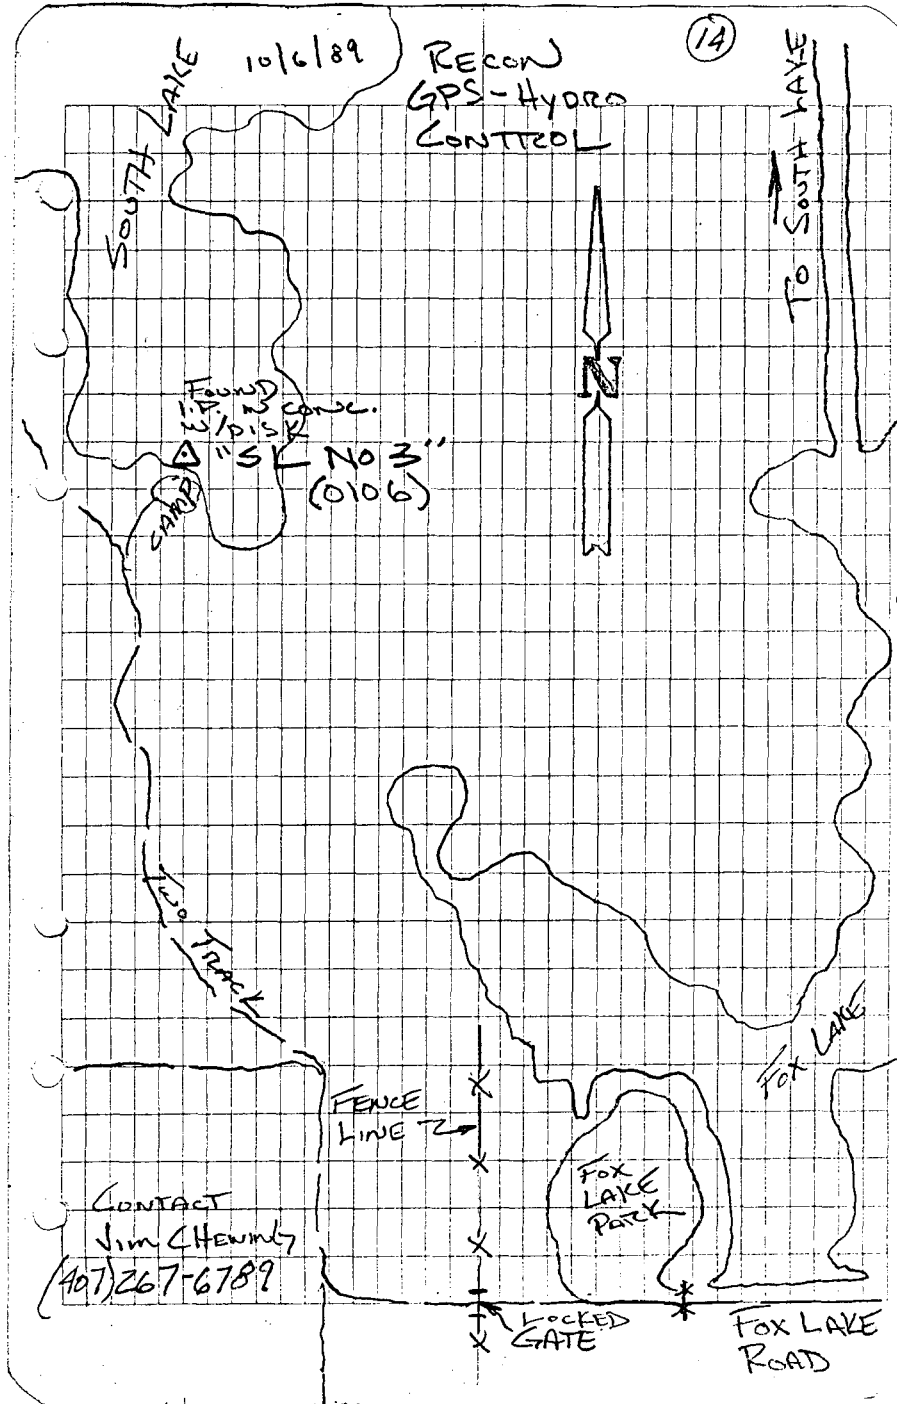 10/6/89
RECON
GPS-HYDRO
CONTROL
14
SOUTH LAKE
TO SOUTH LAKE
N
FOUND
I.P. IN CONC.
W/DISK
"SL NO 3"
(0106)
CAMP
TWO TRACK
FOX LAKE
FENCE
LINE
FOX
LAKE
PARK
CONTACT
JIM CHEWING
(407)267-6789
LOCKED
GATE
FOX LAKE
ROAD